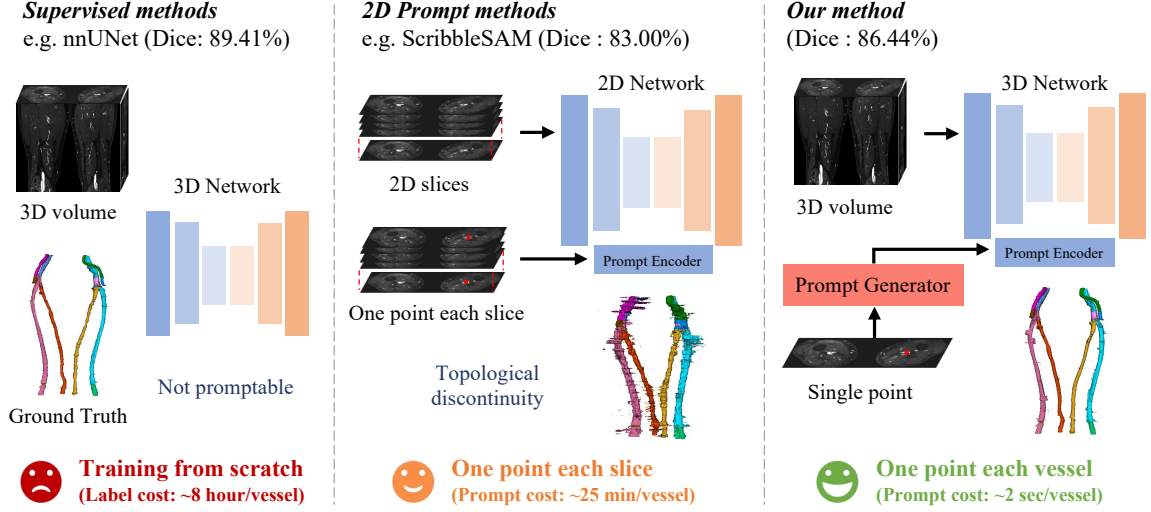 Supervised methods
e.g. nnUNet (Dice: 89.41%)
3D volume
3D Network
Ground Truth
Not promptable
Training from scratch
(Label cost: ~8 hour/vessel)
2D Prompt methods
e.g. ScribbleSAM (Dice : 83.00%)
2D Network
2D slices
Prompt Encoder
One point each slice
Topological
discontinuity
One point each slice
(Prompt cost: ~25 min/vessel)
Our method
(Dice : 86.44%)
3D Network
3D volume
Prompt Encoder
Prompt Generator
Single point
One point each vessel
(Prompt cost: ~2 sec/vessel)